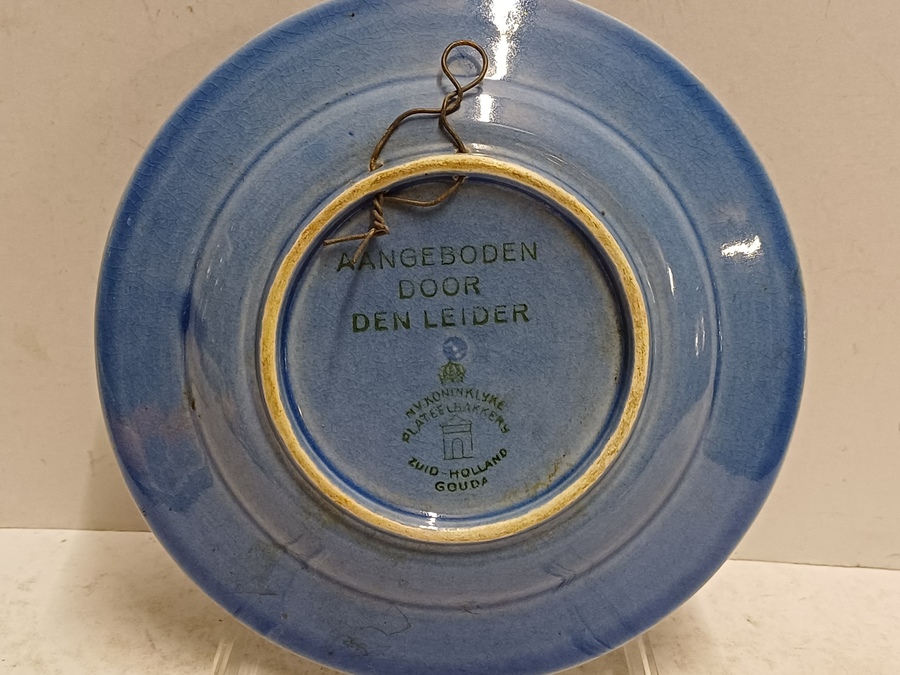 AANGEBODEN
DOOR
DEN LEIDER
N.V. KONINKLYKE
PLATEELBAKKERY
ZUID-HOLLAND
GOUDA